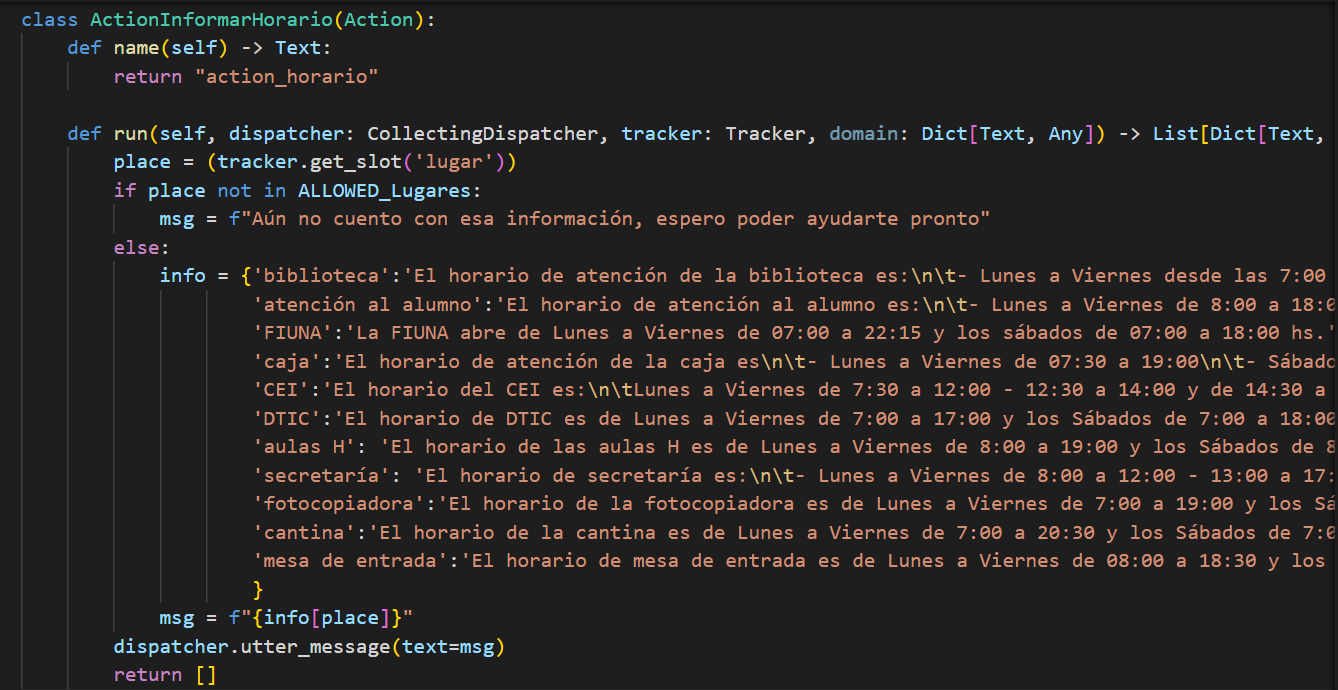 class ActionInformarHorario(Action):
    def name(self) -> Text:
        return "action_horario"

    def run(self, dispatcher: CollectingDispatcher, tracker: Tracker, domain: Dict[Text, Any]) -> List[Dict[Text,
        place = (tracker.get_slot('lugar'))
        if place not in ALLOWED_Lugares:
            msg = f"Aún no cuento con esa información, espero poder ayudarte pronto"
        else:
            info = {'biblioteca':'El horario de atención de la biblioteca es:\n\t- Lunes a Viernes desde las 7:00
                    'atención al alumno':'El horario de atención al alumno es:\n\t- Lunes a Viernes de 8:00 a 18:0
                    'FIUNA':'La FIUNA abre de Lunes a Viernes de 07:00 a 22:15 y los sábados de 07:00 a 18:00 hs.'
                    'caja':'El horario de atención de la caja es\n\t- Lunes a Viernes de 07:30 a 19:00\n\t- Sábado
                    'CEI':'El horario del CEI es:\n\tLunes a Viernes de 7:30 a 12:00 - 12:30 a 14:00 y de 14:30 a
                    'DTIC':'El horario de DTIC es de Lunes a Viernes de 7:00 a 17:00 y los Sábados de 7:00 a 18:00
                    'aulas H': 'El horario de las aulas H es de Lunes a Viernes de 8:00 a 19:00 y los Sábados de 8
                    'secretaría': 'El horario de secretaría es:\n\t- Lunes a Viernes de 8:00 a 12:00 - 13:00 a 17:
                    'fotocopiadora':'El horario de la fotocopiadora es de Lunes a Viernes de 7:00 a 19:00 y los Sá
                    'cantina':'El horario de la cantina es de Lunes a Viernes de 7:00 a 20:30 y los Sábados de 7:0
                    'mesa de entrada':'El horario de mesa de entrada es de Lunes a Viernes de 08:00 a 18:30 y los
                    }
            msg = f"{info[place]}"
        dispatcher.utter_message(text=msg)
        return []